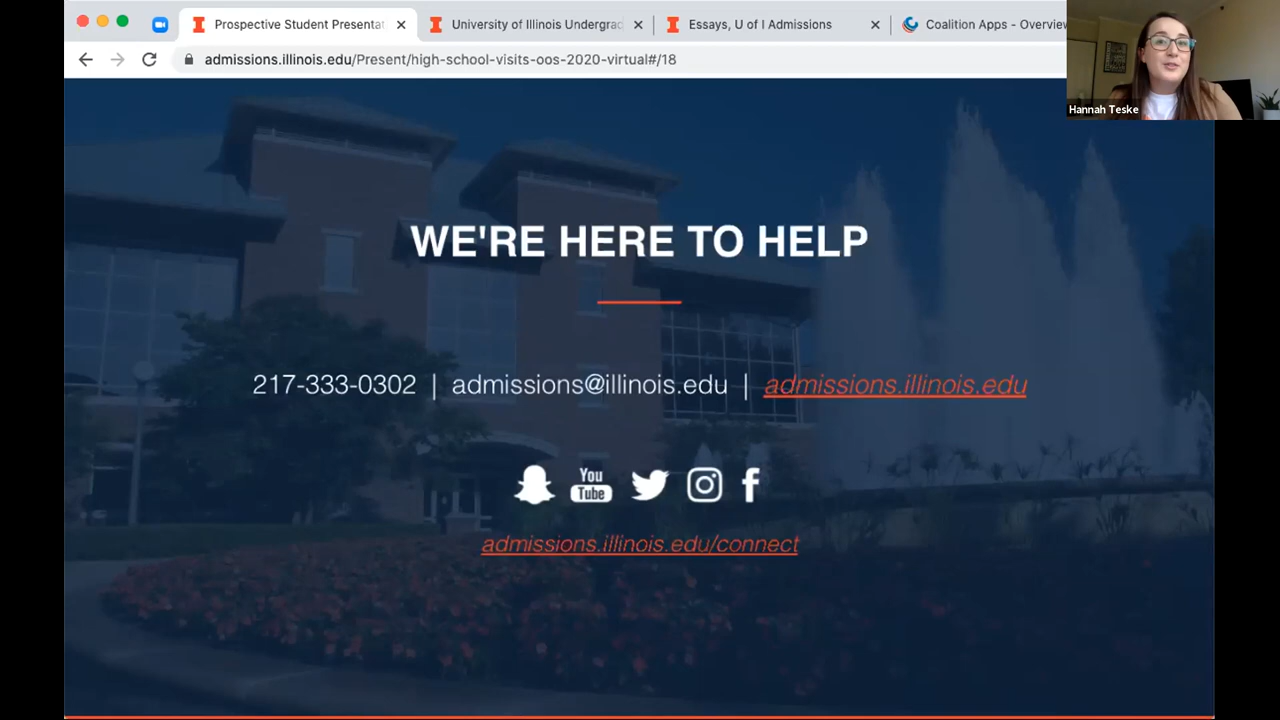 Prospective Student Presentat
University of Illinois Undergrad
Essays, U of I Admissions
Coalition Apps - Overview
admissions.illinois.edu/Present/high-school-visits-oos-2020-virtual#/18
Hannah Teske
WE'RE HERE TO HELP
217-333-0302 | admissions@illinois.edu | admissions.illinois.edu
You
Tube
admissions.illinois.edu/connect